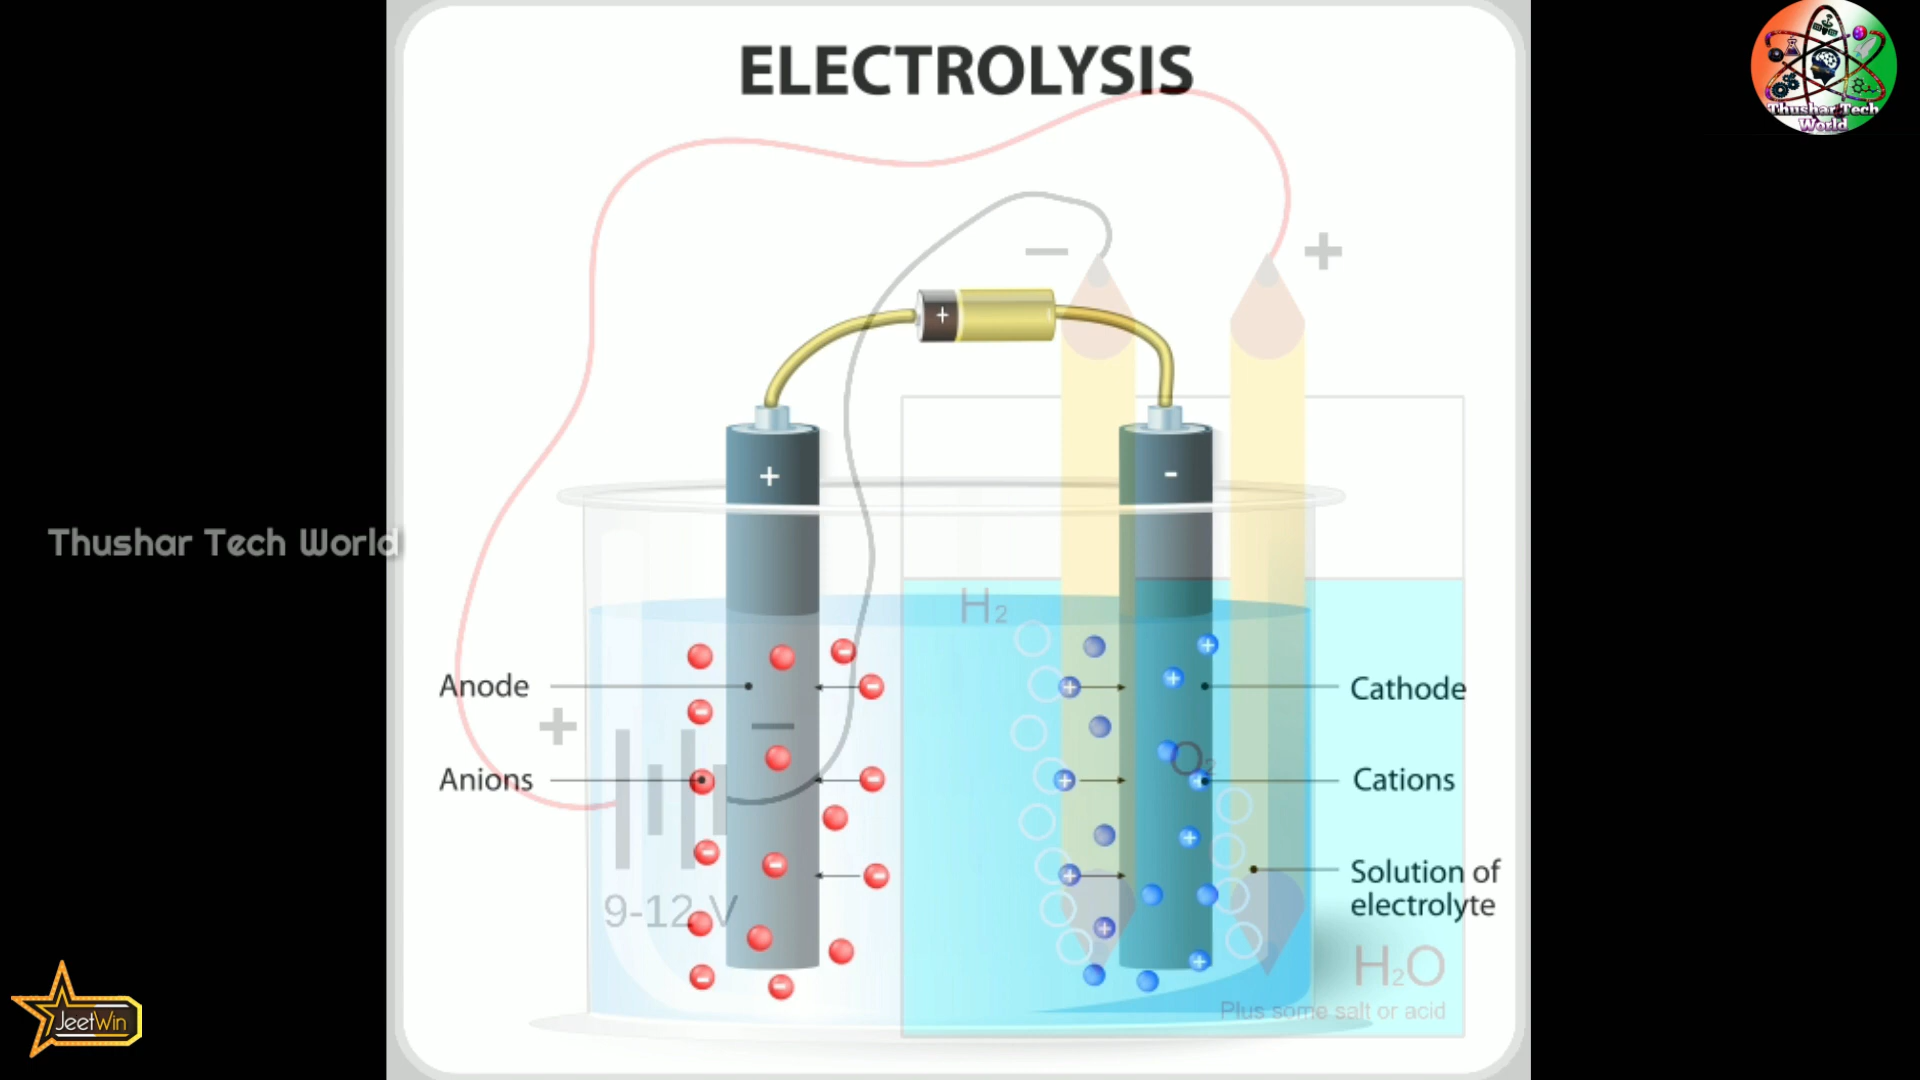 ELECTROLYSIS
Thushar Tech
World
− +
+
+ -
Thushar Tech World
H₂
Anode
Cathode
+ −
O₂
Anions
Cations
9-12 V
Solution of
electrolyte
H₂O
Plus some salt or acid
JeetWin